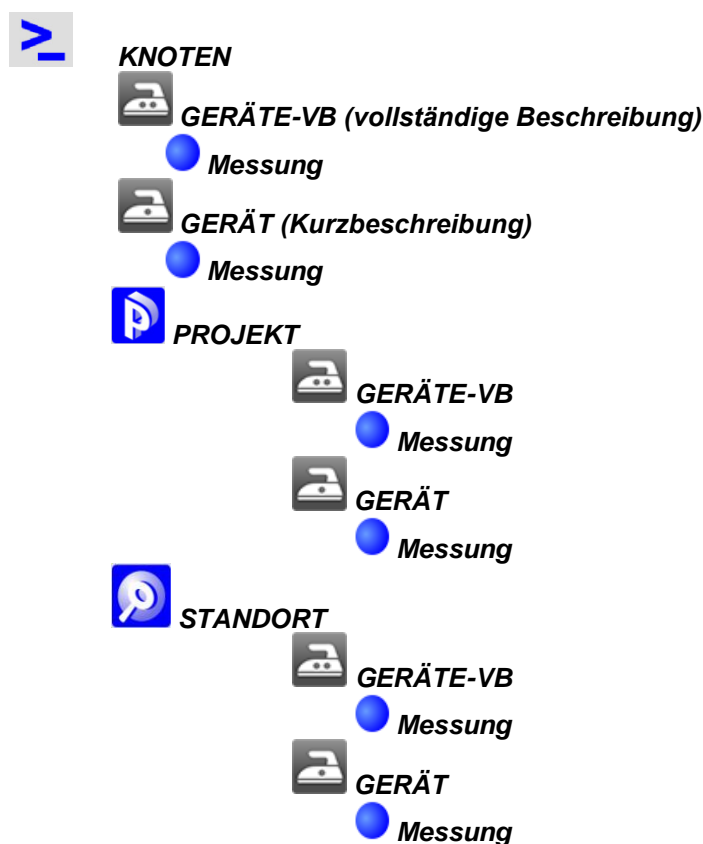 >_
KNOTEN
GERÄTE-VB (vollständige Beschreibung)
Messung
GERÄT (Kurzbeschreibung)
Messung
PROJEKT
GERÄTE-VB
Messung
GERÄT
Messung
STANDORT
GERÄTE-VB
Messung
GERÄT
Messung